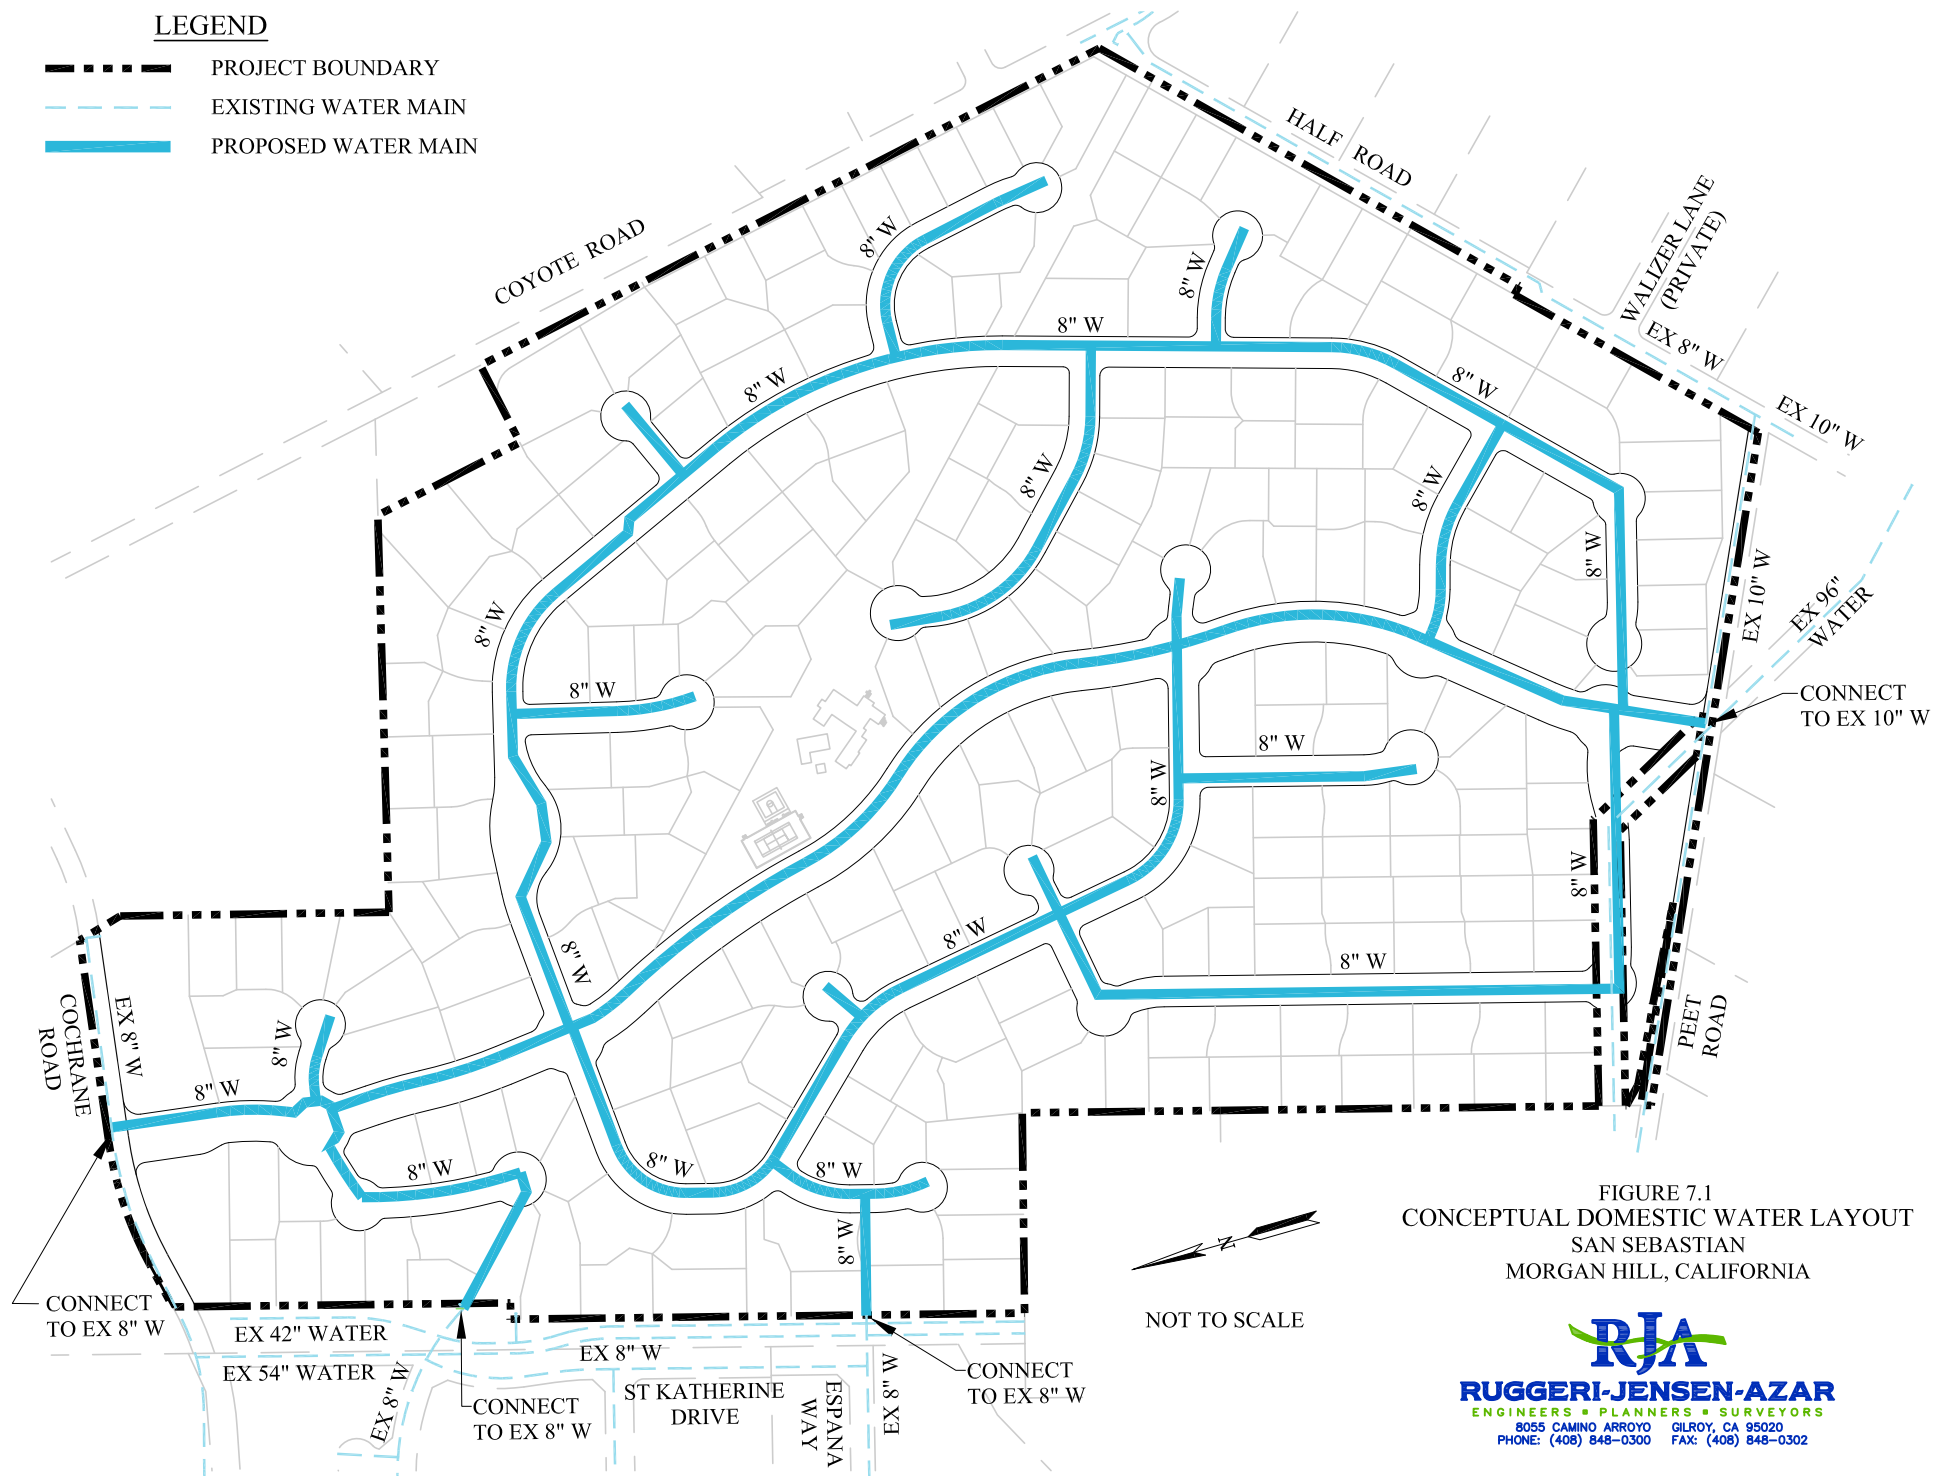 LEGEND
PROJECT BOUNDARY
EXISTING WATER MAIN
PROPOSED WATER MAIN
HALF ROAD
COYOTE ROAD
WALIZER LANE
(PRIVATE)
EX 8" W
EX 10" W
8" W
8" W
8" W
8" W
8" W
8" W
8" W
8" W
8" W
EX 10" W
EX 96"
WATER
8" W
8" W
CONNECT
TO EX 10" W
8" W
8" W
8" W
8" W
8" W
8" W
COCHRANE
ROAD
EX 8" W
8" W
8" W
PEET
ROAD
8" W
8" W
8" W
8" W
CONNECT
TO EX 8" W
EX 42" WATER
EX 54" WATER
EX 8" W
EX 8" W
CONNECT
TO EX 8" W
ST KATHERINE
DRIVE
ESPANA
WAY
EX 8" W
CONNECT
TO EX 8" W
N
NOT TO SCALE
FIGURE 7.1
CONCEPTUAL DOMESTIC WATER LAYOUT
SAN SEBASTIAN
MORGAN HILL, CALIFORNIA
RJA
RUGGERI-JENSEN-AZAR
ENGINEERS ▪ PLANNERS ▪ SURVEYORS
8055 CAMINO ARROYO GILROY, CA 95020
PHONE: (408) 848-0300 FAX: (408) 848-0302